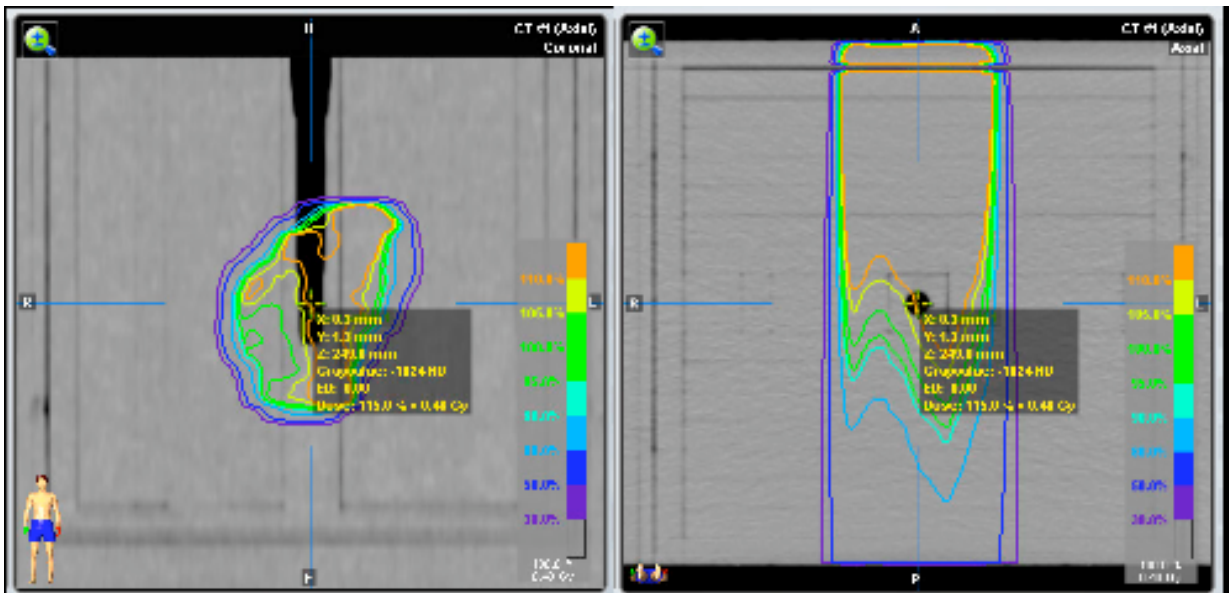 CT #1 (Axial)
Coronal
H
R
L
F
X: 0.3 mm
Y: 1.3 mm
Z: 249.0 mm
Grayvalue: -1024 HU
ED: 0.00
Dose: 115.0 % = 0.46 Gy
110.0%
105.0%
100.0%
95.0%
90.0%
80.0%
50.0%
30.0%
CT #1 (Axial)
Axial
A
R
L
P
X: 0.3 mm
Y: 1.3 mm
Z: 249.0 mm
Grayvalue: -1024 HU
ED: 0.00
Dose: 115.0 %
110.0%
105.0%
100.0%
95.0%
90.0%
80.0%
50.0%
30.0%